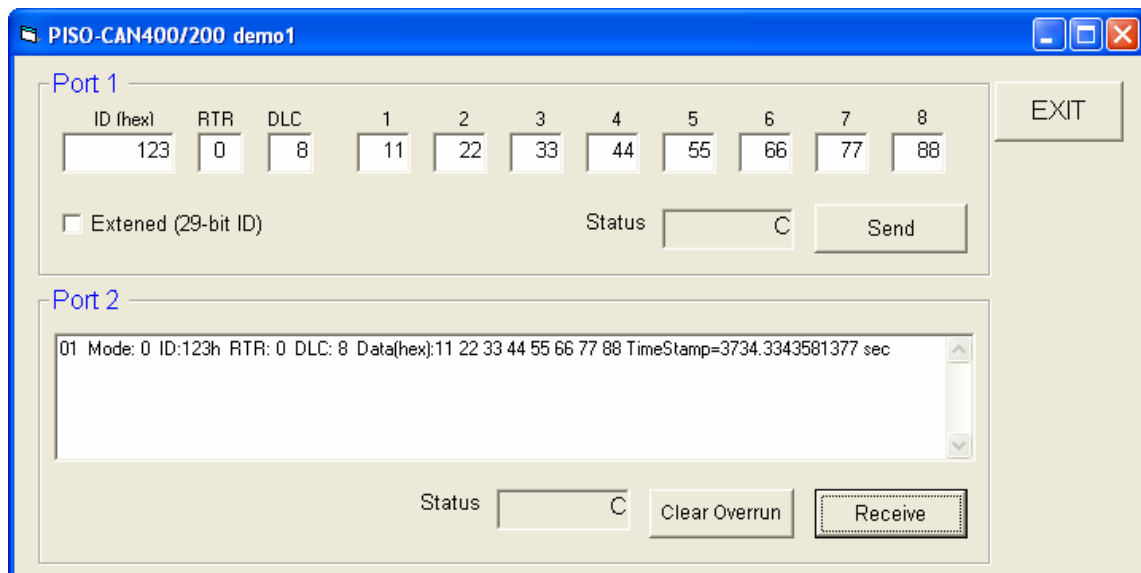 PISO-CAN400/200 demo1
Port 1
ID (hex) RTR DLC 1 2 3 4 5 6 7 8
123 0 8 11 22 33 44 55 66 77 88
EXIT
Extened (29-bit ID) Status C Send
Port 2
01 Mode: 0 ID:123h RTR: 0 DLC: 8 Data(hex):11 22 33 44 55 66 77 88 TimeStamp=3734.3343581377 sec
Status C Clear Overrun Receive